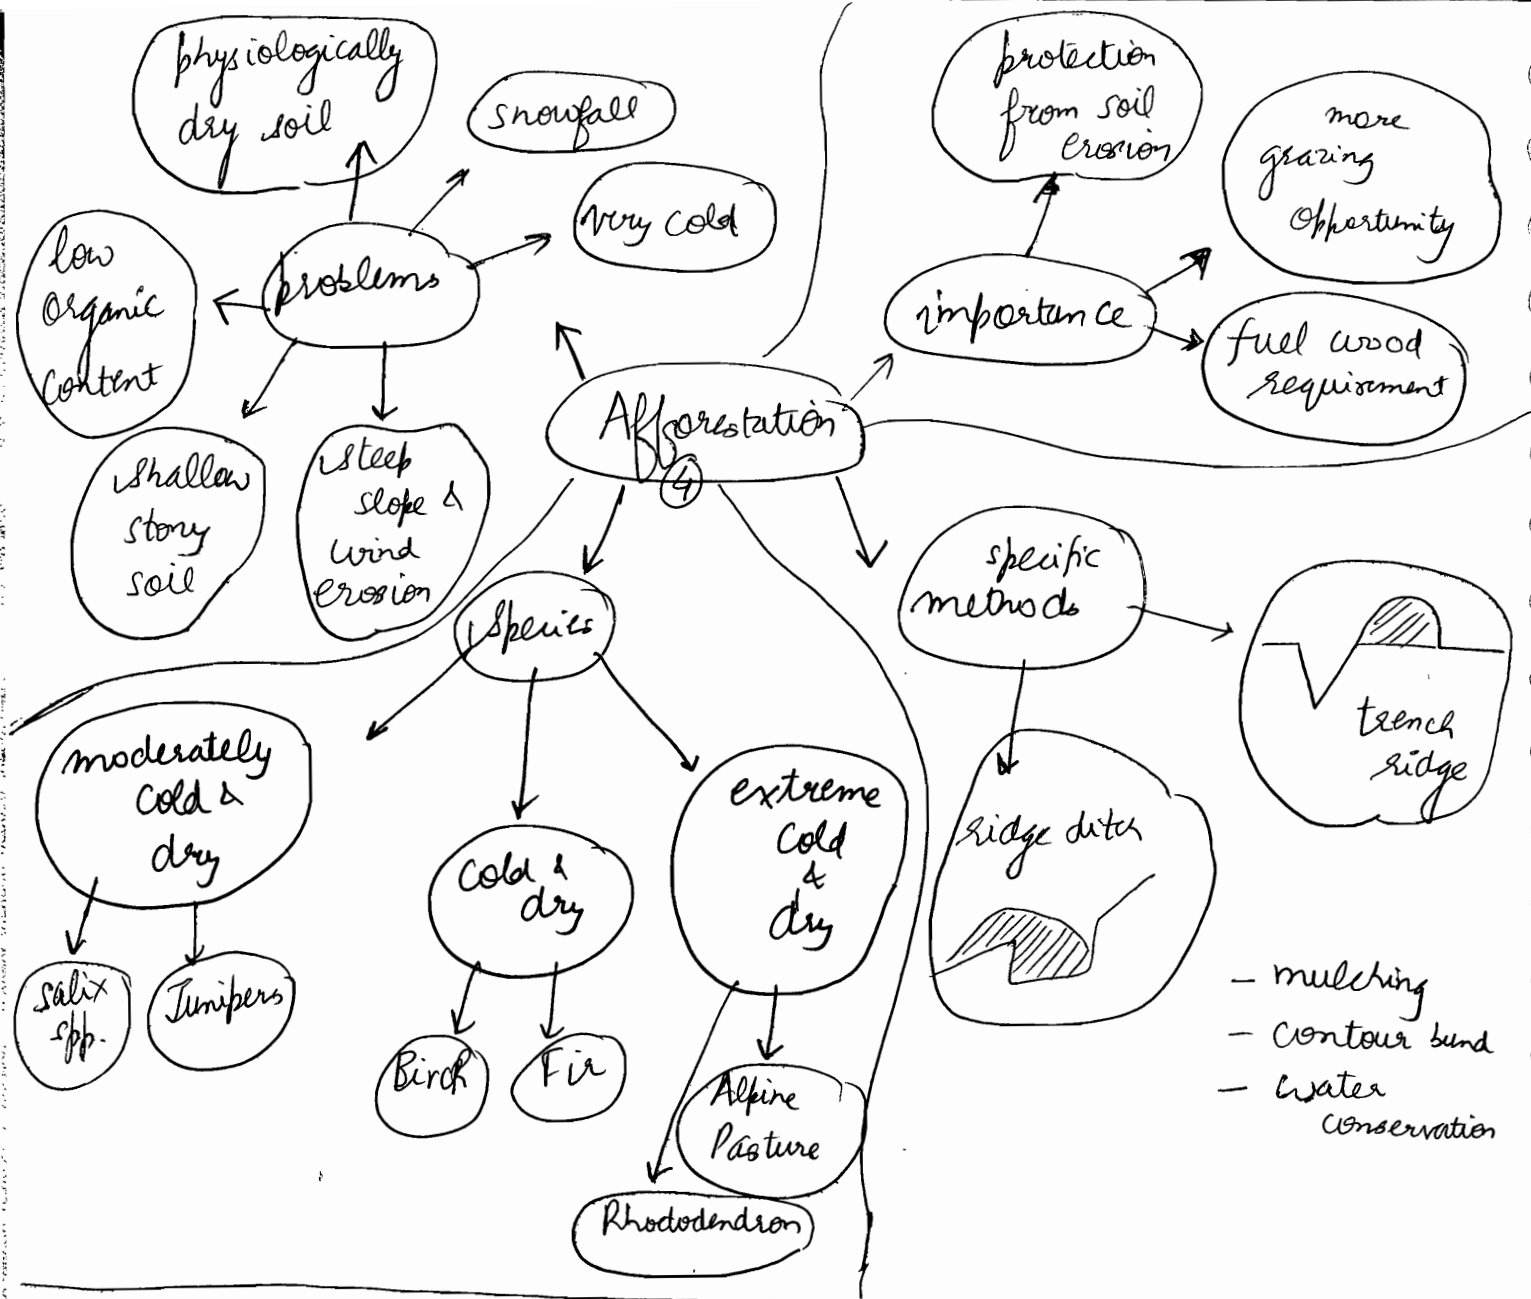 physiologically
dry soil
snowfall
very cold
problems
low
organic
content
shallow
stony
soil
steep
slope &
wind
erosion
protection
from soil
erosion
more
grazing
opportunity
importance
fuel wood
requirement
Afforestation
4
species
moderately
cold &
dry
salix
spp.
Junipers
cold &
dry
Birch
Fir
extreme
cold
&
dry
Alpine
Pasture
Rhododendron
specific
methods
trench
ridge
ridge ditch
- mulching
- contour bund
- water
conservation